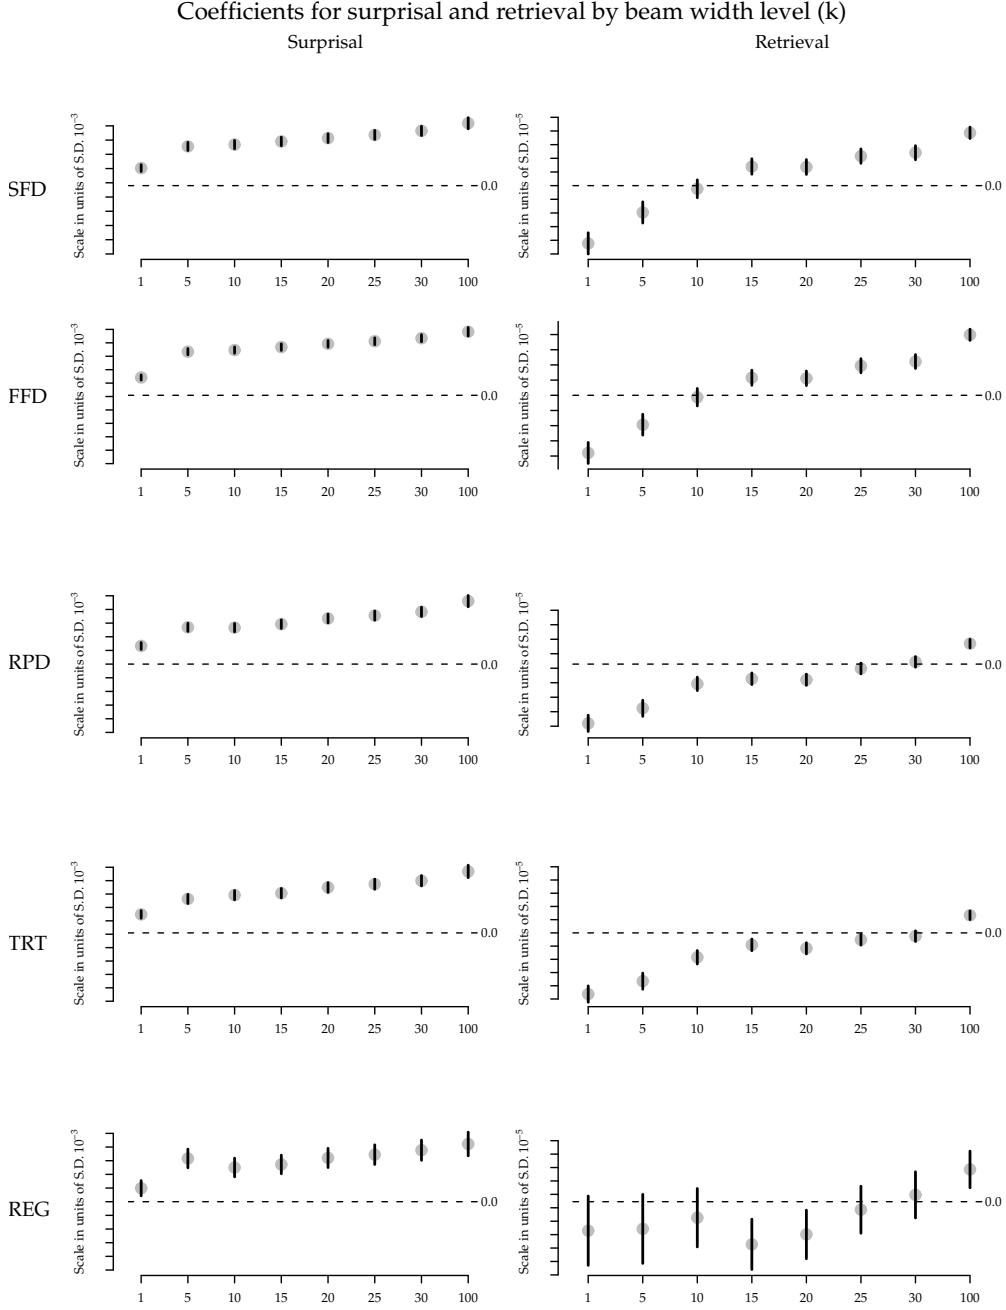 Coefficients for surprisal and retrieval by beam width level (k)
Surprisal
Retrieval
SFD
Scale in units of S.D. 10⁻³
0.0
1 5 10 15 20 25 30 100
Scale in units of S.D. 10⁻⁵
0.0
1 5 10 15 20 25 30 100
FFD
Scale in units of S.D. 10⁻³
0.0
1 5 10 15 20 25 30 100
Scale in units of S.D. 10⁻⁵
0.0
1 5 10 15 20 25 30 100
RPD
Scale in units of S.D. 10⁻³
0.0
1 5 10 15 20 25 30 100
Scale in units of S.D. 10⁻⁵
0.0
1 5 10 15 20 25 30 100
TRT
Scale in units of S.D. 10⁻³
0.0
1 5 10 15 20 25 30 100
Scale in units of S.D. 10⁻⁵
0.0
1 5 10 15 20 25 30 100
REG
Scale in units of S.D. 10⁻³
0.0
1 5 10 15 20 25 30 100
Scale in units of S.D. 10⁻⁵
0.0
1 5 10 15 20 25 30 100